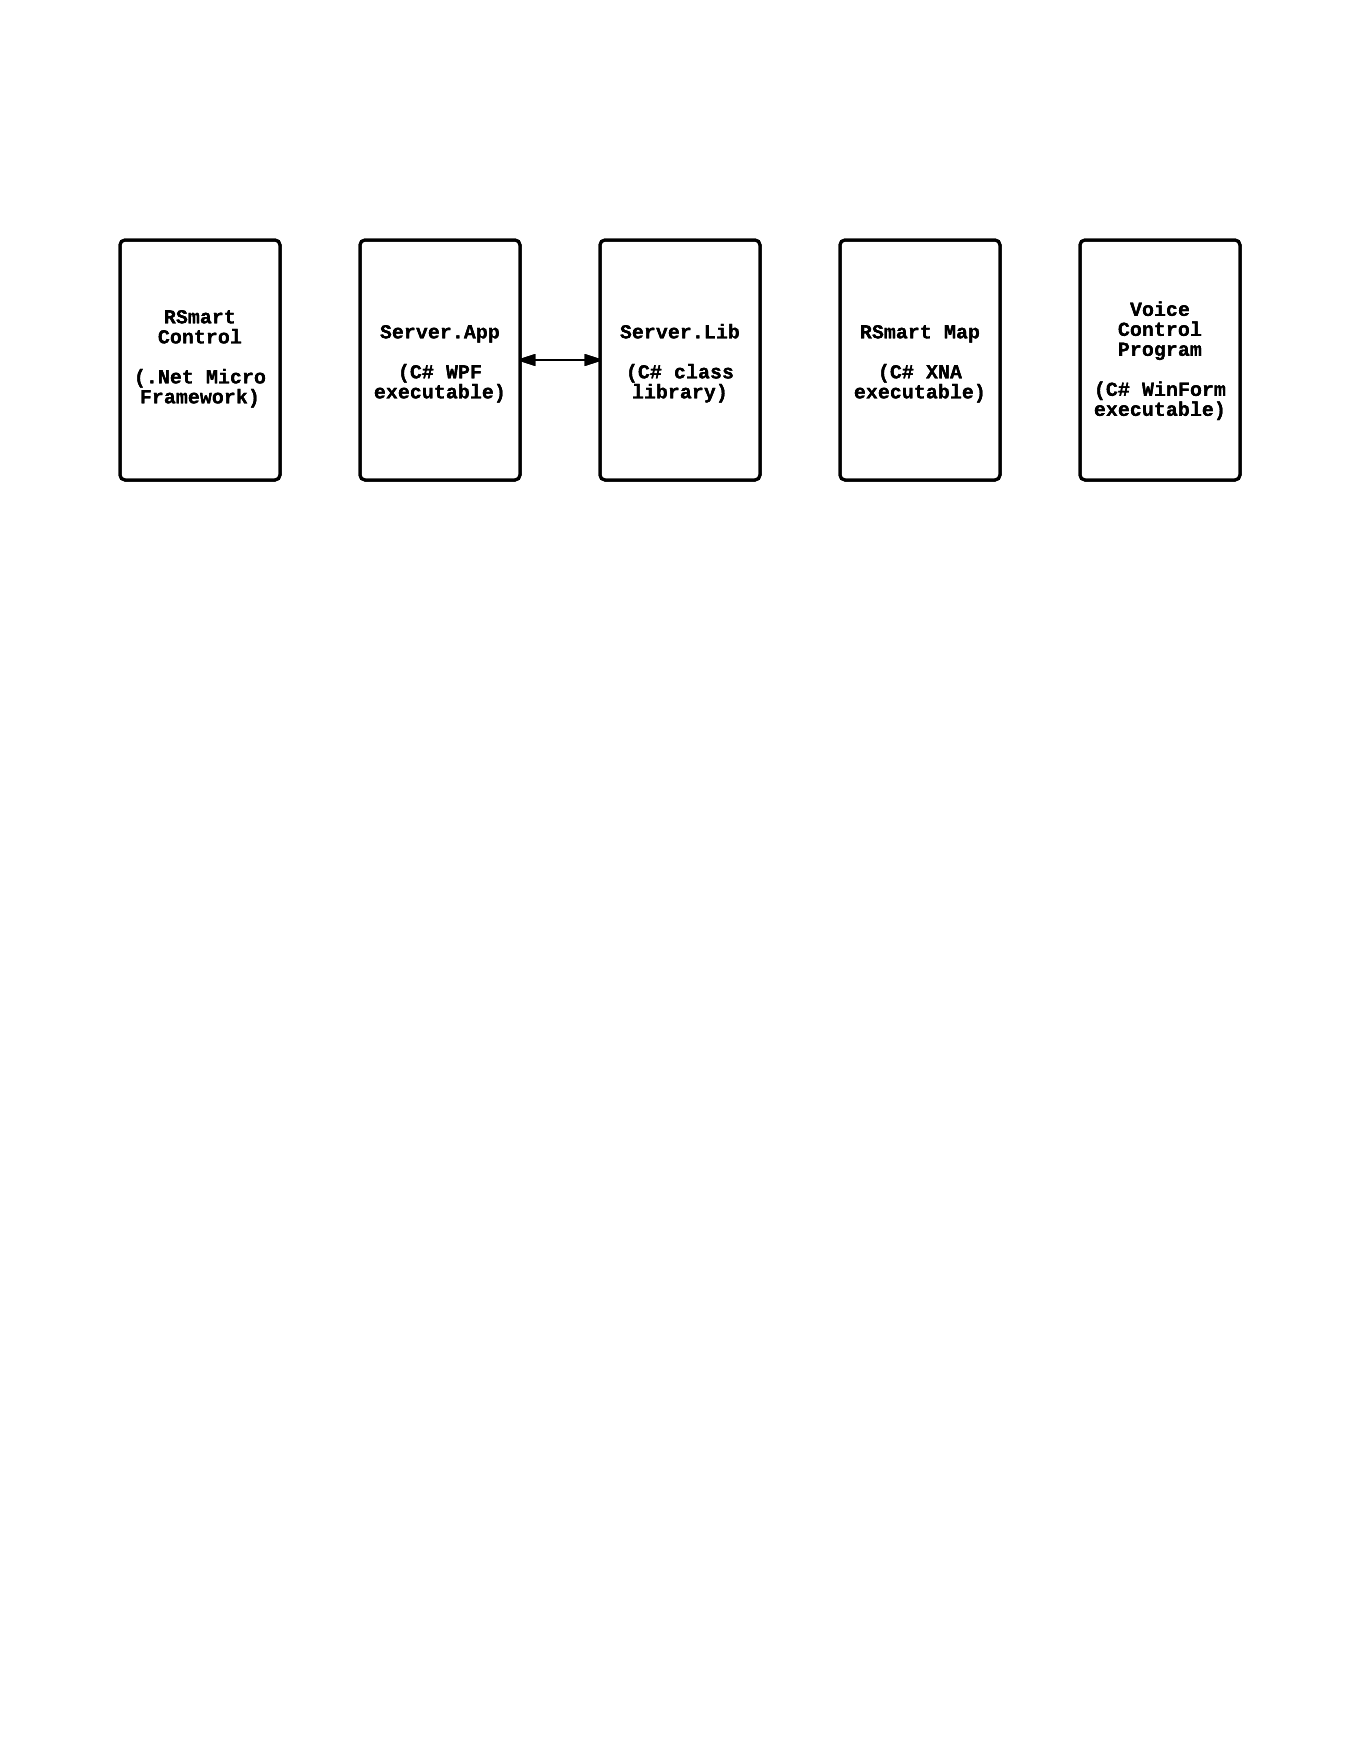 RSmart
Control
(.Net Micro
Framework)
Server.App
(C# WPF
executable)
Server.Lib
(C# class
library)
RSmart Map
(C# XNA
executable)
Voice
Control
Program
(C# WinForm
executable)